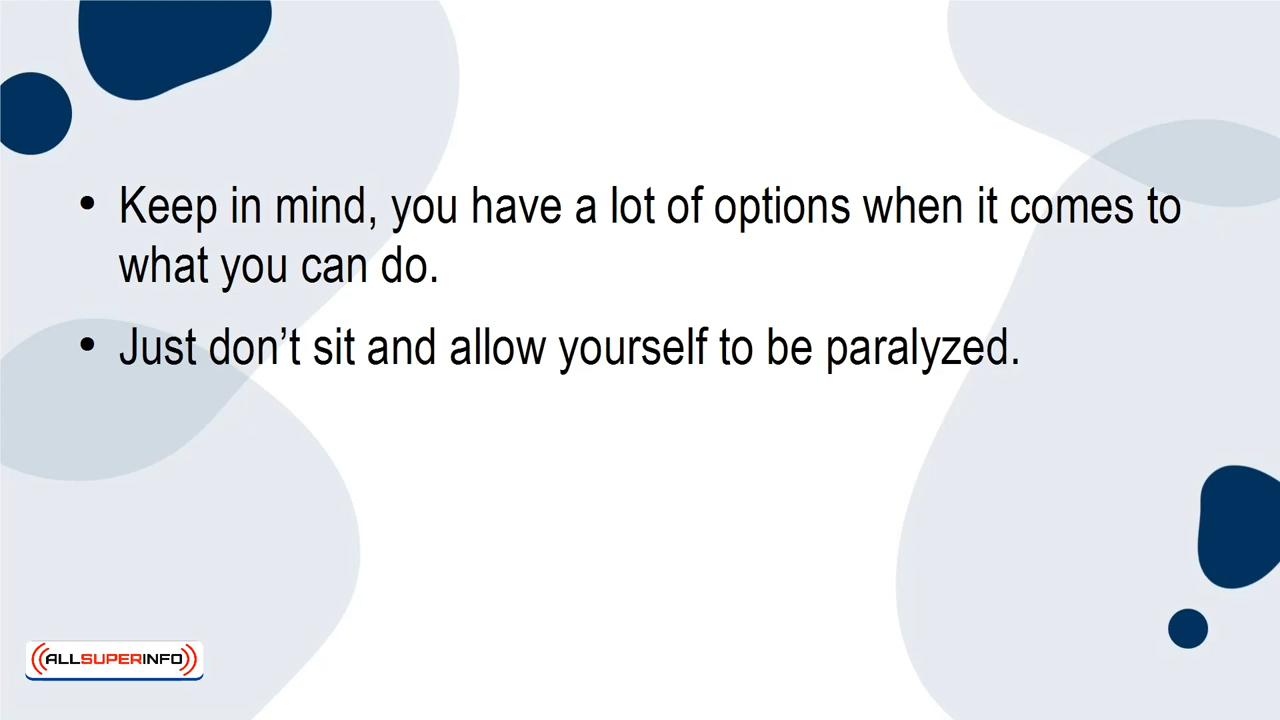 • Keep in mind, you have a lot of options when it comes to
what you can do.
• Just don’t sit and allow yourself to be paralyzed.
ALLSUPERINFO